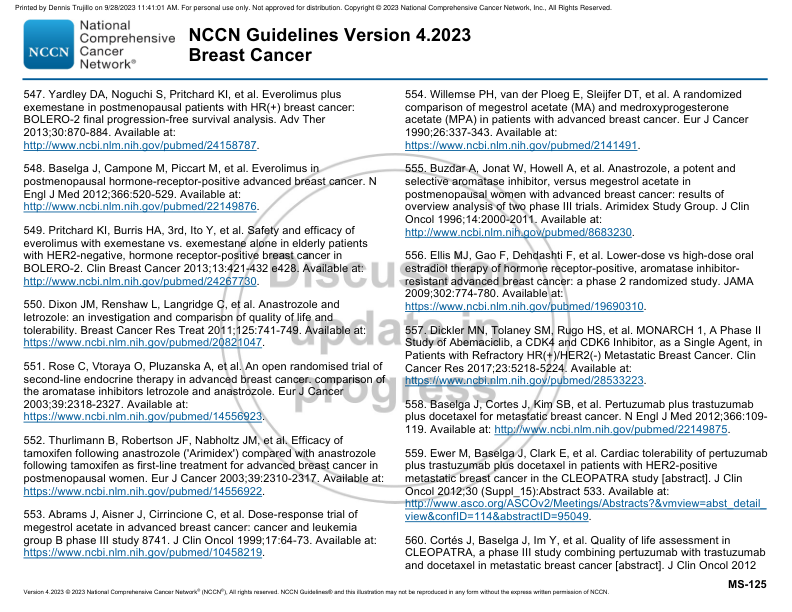 Printed by Dennis Trujillo on 9/28/2023 11:41:01 AM. For personal use only. Not approved for distribution. Copyright © 2023 National Comprehensive Cancer Network, Inc., All Rights Reserved.
NCCN
National
Comprehensive
Cancer
Network®
NCCN Guidelines Version 4.2023
Breast Cancer
547. Yardley DA, Noguchi S, Pritchard KI, et al. Everolimus plus
exemestane in postmenopausal patients with HR(+) breast cancer:
BOLERO-2 final progression-free survival analysis. Adv Ther
2013;30:870-884. Available at:
http://www.ncbi.nlm.nih.gov/pubmed/24158787.
548. Baselga J, Campone M, Piccart M, et al. Everolimus in
postmenopausal hormone-receptor-positive advanced breast cancer. N
Engl J Med 2012;366:520-529. Available at:
http://www.ncbi.nlm.nih.gov/pubmed/22149876.
549. Pritchard KI, Burris HA, 3rd, Ito Y, et al. Safety and efficacy of
everolimus with exemestane vs. exemestane alone in elderly patients
with HER2-negative, hormone receptor-positive breast cancer in
BOLERO-2. Clin Breast Cancer 2013;13:421-432 e428. Available at:
http://www.ncbi.nlm.nih.gov/pubmed/24267730.
550. Dixon JM, Renshaw L, Langridge C, et al. Anastrozole and
letrozole: an investigation and comparison of quality of life and
tolerability. Breast Cancer Res Treat 2011;125:741-749. Available at:
https://www.ncbi.nlm.nih.gov/pubmed/20821047.
551. Rose C, Vtoraya O, Pluzanska A, et al. An open randomised trial of
second-line endocrine therapy in advanced breast cancer. comparison of
the aromatase inhibitors letrozole and anastrozole. Eur J Cancer
2003;39:2318-2327. Available at:
https://www.ncbi.nlm.nih.gov/pubmed/14556923.
552. Thurlimann B, Robertson JF, Nabholtz JM, et al. Efficacy of
tamoxifen following anastrozole ('Arimidex') compared with anastrozole
following tamoxifen as first-line treatment for advanced breast cancer in
postmenopausal women. Eur J Cancer 2003;39:2310-2317. Available at:
https://www.ncbi.nlm.nih.gov/pubmed/14556922.
553. Abrams J, Aisner J, Cirrincione C, et al. Dose-response trial of
megestrol acetate in advanced breast cancer: cancer and leukemia
group B phase III study 8741. J Clin Oncol 1999;17:64-73. Available at:
https://www.ncbi.nlm.nih.gov/pubmed/10458219.
554. Willemse PH, van der Ploeg E, Sleijfer DT, et al. A randomized
comparison of megestrol acetate (MA) and medroxyprogesterone
acetate (MPA) in patients with advanced breast cancer. Eur J Cancer
1990;26:337-343. Available at:
https://www.ncbi.nlm.nih.gov/pubmed/2141491.
555. Buzdar A, Jonat W, Howell A, et al. Anastrozole, a potent and
selective aromatase inhibitor, versus megestrol acetate in
postmenopausal women with advanced breast cancer: results of
overview analysis of two phase III trials. Arimidex Study Group. J Clin
Oncol 1996;14:2000-2011. Available at:
http://www.ncbi.nlm.nih.gov/pubmed/8683230.
556. Ellis MJ, Gao F, Dehdashti F, et al. Lower-dose vs high-dose oral
estradiol therapy of hormone receptor-positive, aromatase inhibitor-
resistant advanced breast cancer: a phase 2 randomized study. JAMA
2009;302:774-780. Available at:
https://www.ncbi.nlm.nih.gov/pubmed/19690310.
557. Dickler MN, Tolaney SM, Rugo HS, et al. MONARCH 1, A Phase II
Study of Abemaciclib, a CDK4 and CDK6 Inhibitor, as a Single Agent, in
Patients with Refractory HR(+)/HER2(-) Metastatic Breast Cancer. Clin
Cancer Res 2017;23:5218-5224. Available at:
https://www.ncbi.nlm.nih.gov/pubmed/28533223.
558. Baselga J, Cortes J, Kim SB, et al. Pertuzumab plus trastuzumab
plus docetaxel for metastatic breast cancer. N Engl J Med 2012;366:109-
119. Available at: http://www.ncbi.nlm.nih.gov/pubmed/22149875.
559. Ewer M, Baselga J, Clark E, et al. Cardiac tolerability of pertuzumab
plus trastuzumab plus docetaxel in patients with HER2-positive
metastatic breast cancer in the CLEOPATRA study [abstract]. J Clin
Oncol 2012;30 (Suppl_15):Abstract 533. Available at:
http://www.asco.org/ASCOv2/Meetings/Abstracts?&vmview=abst_detail_
view&confID=114&abstractID=95049.
560. Cortés J, Baselga J, Im Y, et al. Quality of life assessment in
CLEOPATRA, a phase III study combining pertuzumab with trastuzumab
and docetaxel in metastatic breast cancer [abstract]. J Clin Oncol 2012
Discussion
update in
progress
MS-125
Version 4.2023 © 2023 National Comprehensive Cancer Network® (NCCN®), All rights reserved. NCCN Guidelines® and this illustration may not be reproduced in any form without the express written permission of NCCN.